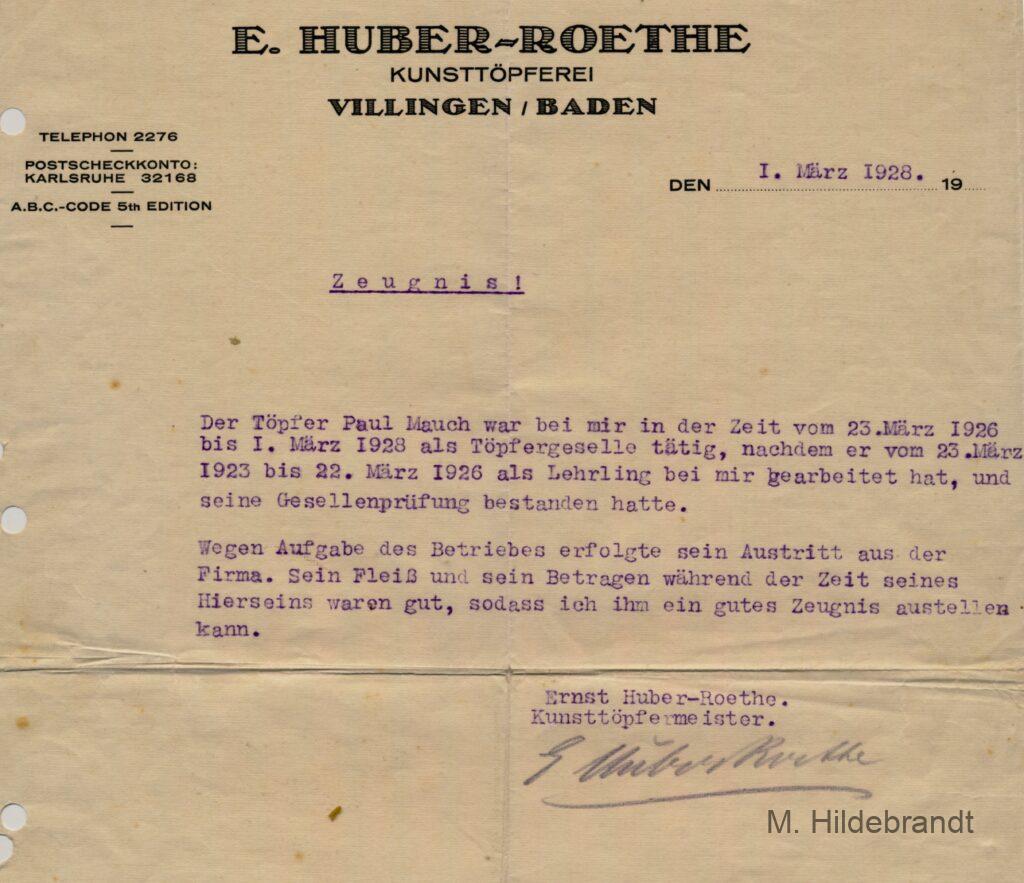 E. HUBER-ROETHE
KUNSTTÖPFEREI
VILLINGEN / BADEN
TELEPHON 2276
POSTSCHECKKONTO:
KARLSRUHE 32168
A.B.C.-CODE 5th EDITION
DEN I. März 1928. 19
Zeugnis!
Der Töpfer Paul Mauch war bei mir in der Zeit vom 23.März 1926
bis I. März 1928 als Töpfergeselle tätig, nachdem er vom 23.März
1923 bis 22. März 1926 als Lehrling bei mir gearbeitet hat, und
seine Gesellenprüfung bestanden hatte.
Wegen Aufgabe des Betriebes erfolgte sein Austritt aus der
Firma. Sein Fleiß und sein Betragen während der Zeit seines
Hierseins waren gut, sodass ich ihm ein gutes Zeugnis austellen
kann.
Ernst Huber-Roethe.
Kunsttöpfermeister.
E Huber Roethe
M. Hildebrandt